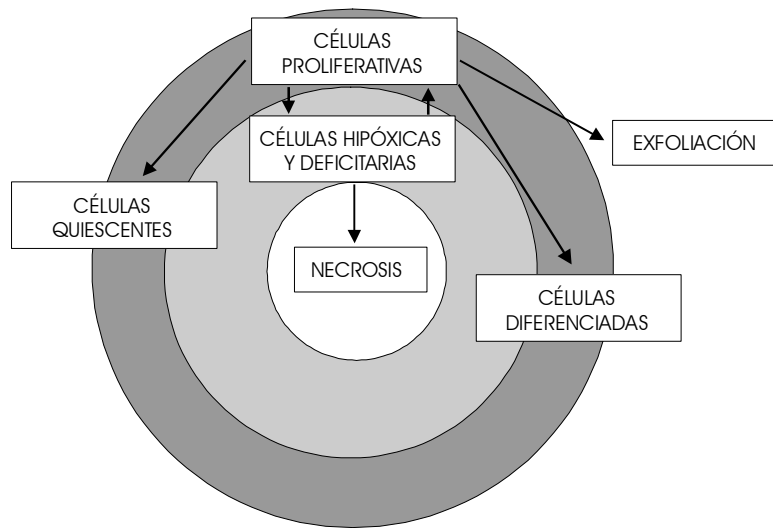 CÉLULAS
PROLIFERATIVAS
CÉLULAS HIPÓXICAS
Y DEFICITARIAS
EXFOLIACIÓN
CÉLULAS
QUIESCENTES
NECROSIS
CÉLULAS
DIFERENCIADAS